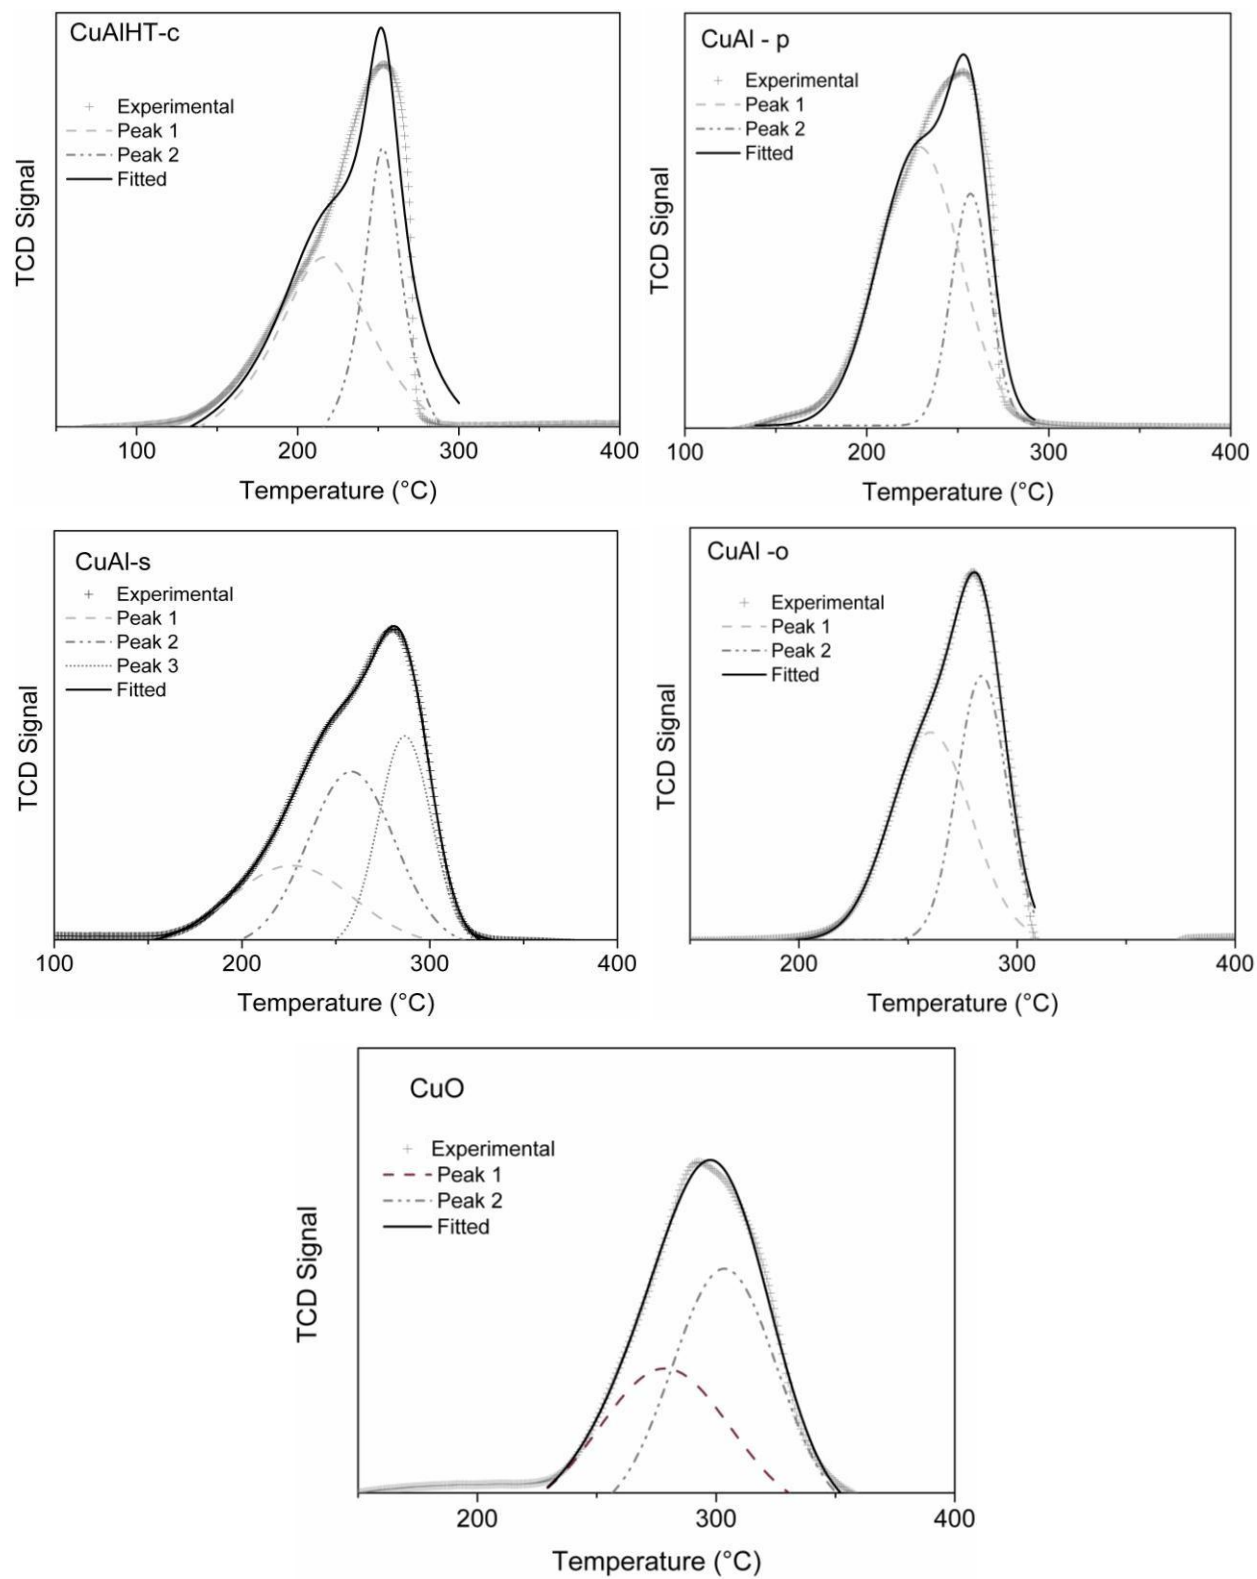 CuAlHT-c
Experimental
Peak 1
Peak 2
Fitted
TCD Signal
100 200 300 400
Temperature (°C)
CuAl - p
Experimental
Peak 1
Peak 2
Fitted
TCD Signal
100 200 300 400
Temperature (°C)
CuAl-s
Experimental
Peak 1
Peak 2
Peak 3
Fitted
TCD Signal
100 200 300 400
Temperature (°C)
CuAl -o
Experimental
Peak 1
Peak 2
Fitted
TCD Signal
200 300 400
Temperature (°C)
CuO
Experimental
Peak 1
Peak 2
Fitted
TCD Signal
200 300 400
Temperature (°C)